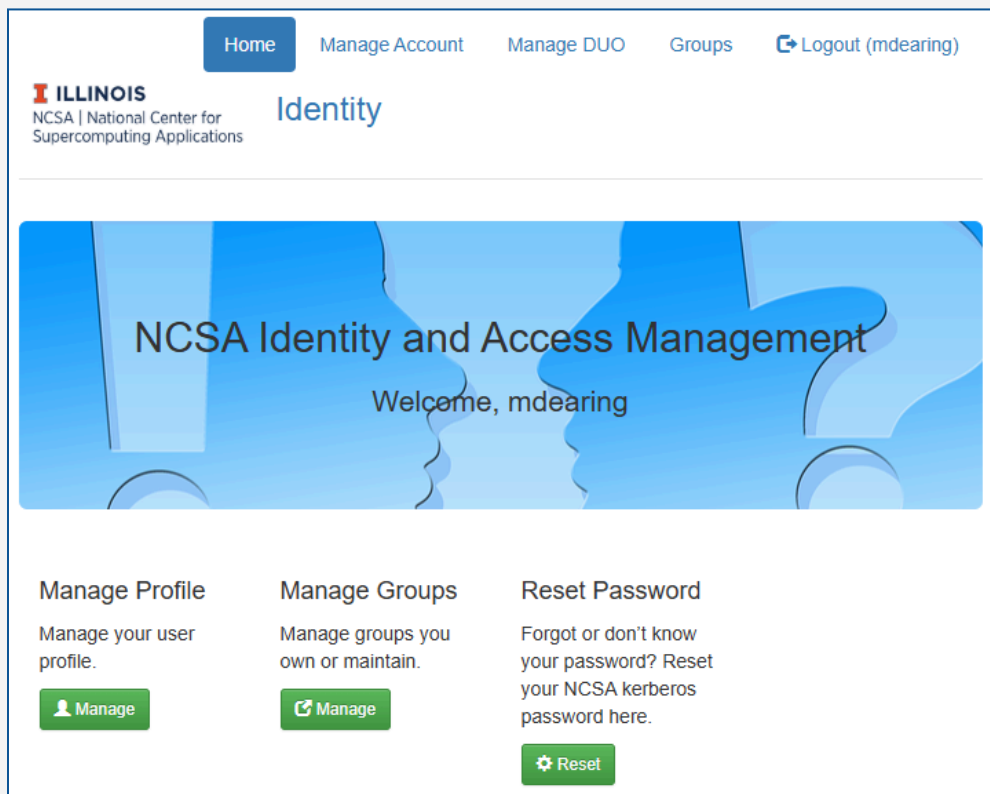 Home Manage Account Manage DUO Groups Logout (mdearing)
ILLINOIS
NCSA | National Center for
Supercomputing Applications
Identity
NCSA Identity and Access Management
Welcome, mdearing
Manage Profile
Manage your user
profile.
Manage
Manage Groups
Manage groups you
own or maintain.
Manage
Reset Password
Forgot or don’t know
your password? Reset
your NCSA kerberos
password here.
Reset